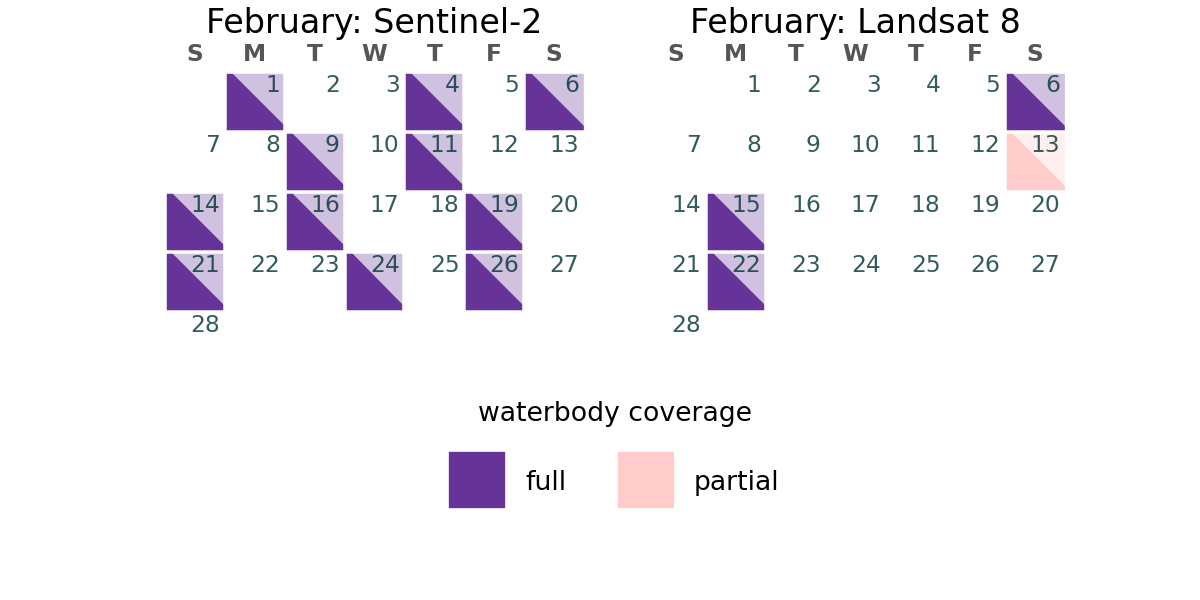 February: Sentinel-2
S M T W T F S
1 2 3 4 5 6
7 8 9 10 11 12 13
14 15 16 17 18 19 20
21 22 23 24 25 26 27
28
February: Landsat 8
S M T W T F S
1 2 3 4 5 6
7 8 9 10 11 12 13
14 15 16 17 18 19 20
21 22 23 24 25 26 27
28
waterbody coverage
full
partial